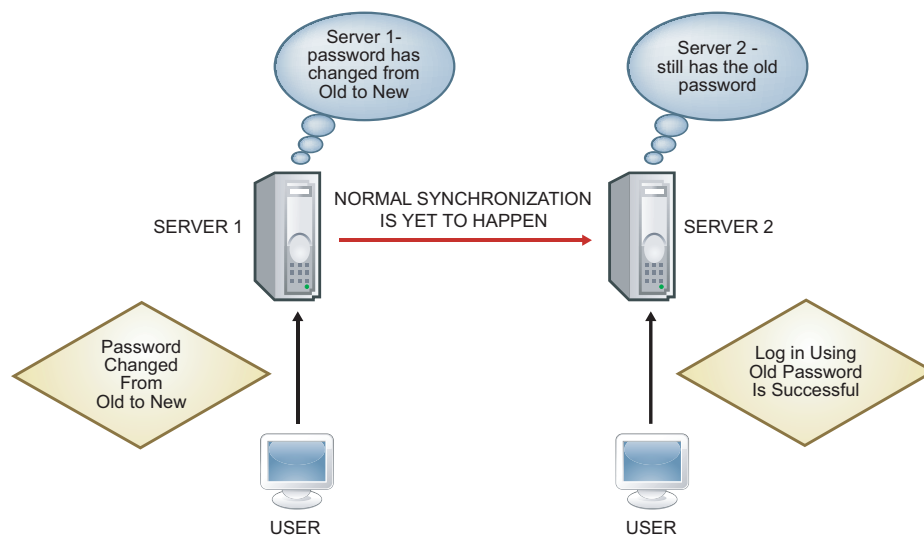 Server 1-
password has
changed from
Old to New
Server 2 -
still has the old
password
NORMAL SYNCHRONIZATION
IS YET TO HAPPEN
SERVER 1
SERVER 2
Password
Changed
From
Old to New
Log in Using
Old Password
Is Successful
USER
USER